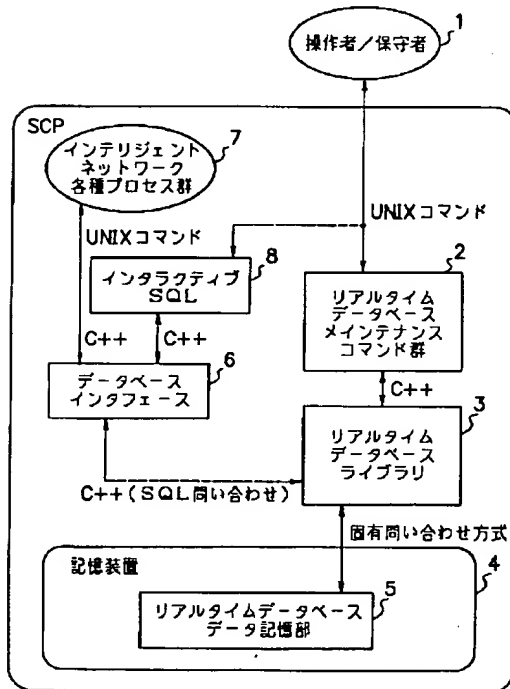 1
操作者/保守者
SCP
7
インテリジェント
ネットワーク
各種プロセス群
UNIXコマンド
UNIXコマンド
8
インタラクティブ
SQL
2
リアルタイム
データベース
メインテナンス
コマンド群
C++
C++
6
データベース
インタフェース
C++
3
リアルタイム
データベース
ライブラリ
C++(SQL問い合わせ)
固有問い合わせ方式
記憶装置
4
5
リアルタイムデータベース
データ記憶部